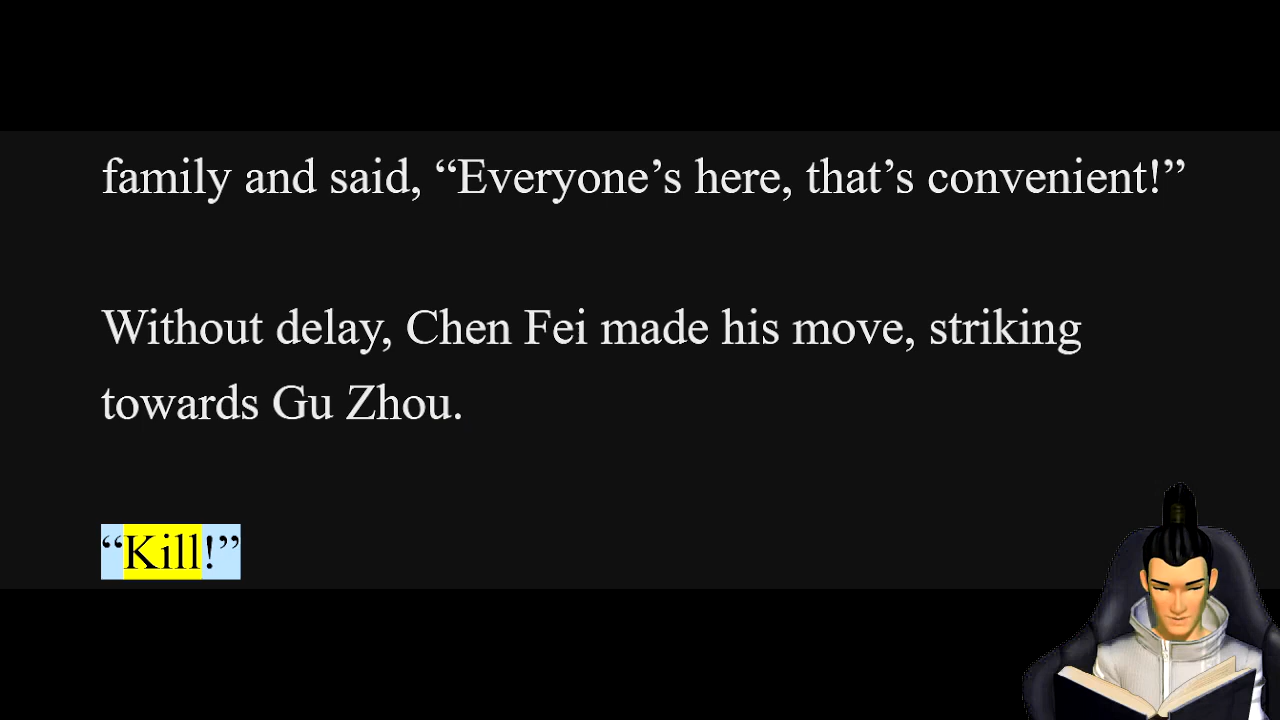 family and said, “Everyone’s here, that’s convenient!”
Without delay, Chen Fei made his move, striking
towards Gu Zhou.
“Kill!”